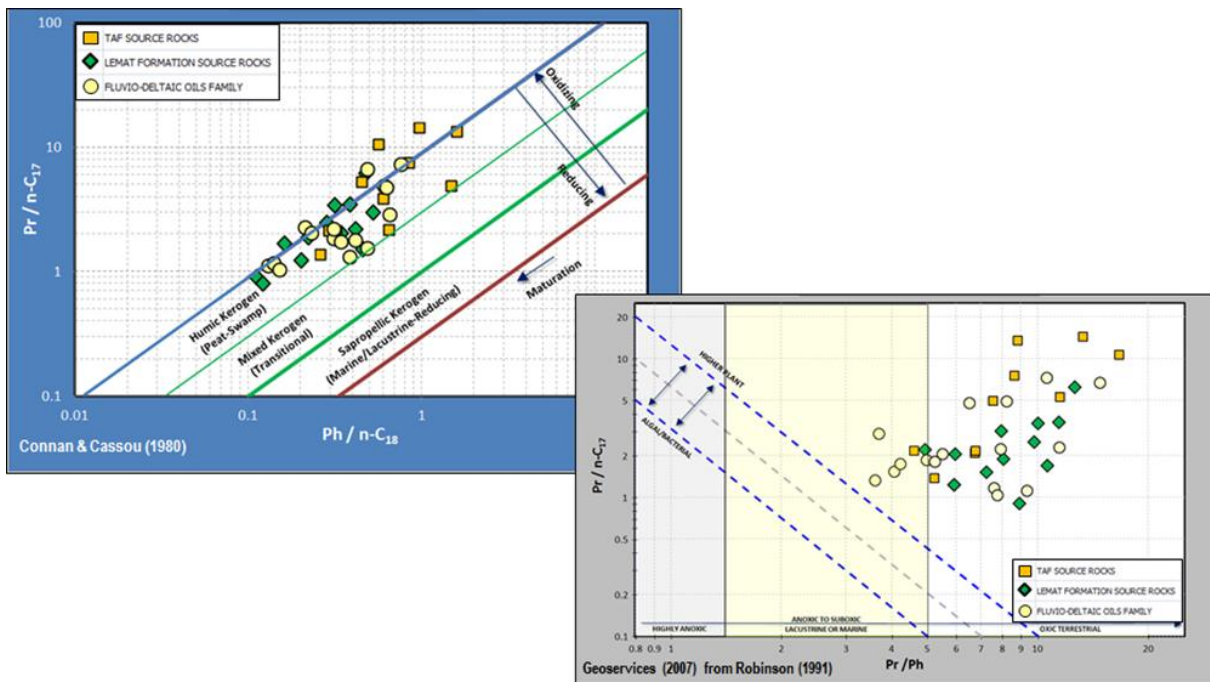 100
10
1
0.1
Pr / n-C17
TAF SOURCE ROCKS
LEMAT FORMATION SOURCE ROCKS
FLUVIO-DELTAIC OILS FAMILY
Oxidizing
Reducing
Maturation
Humic Kerogen
(Peat-Swamp)
Mixed Kerogen
(Transitional)
Sapropellic Kerogen
(Marine/Lacustrine-Reducing)
0.01
0.1
1
Ph / n-C18
Connan & Cassou (1980)
20
10
5
2
1
0.5
0.2
0.1
Pr / n-C17
HIGHER PLANT
ALGAL/BACTERIAL
TAF SOURCE ROCKS
LEMAT FORMATION SOURCE ROCKS
FLUVIO-DELTAIC OILS FAMILY
HIGHLY ANOXIC
ANOXIC TO SUBOXIC
LACUSTRINE OR MARINE
OXIC TERRESTRIAL
0.8 0.9 1 2 3 4 5 6 7 8 9 10 20
Pr /Ph
Geoservices (2007) from Robinson (1991)